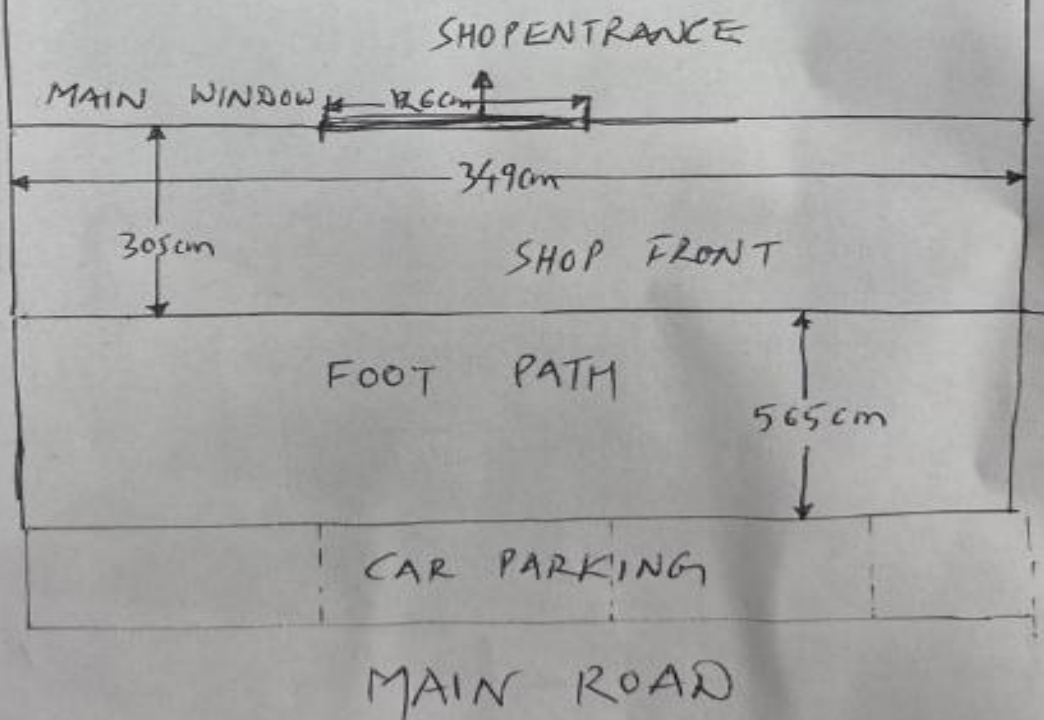 SHOPENTRANCE
MAIN WINDOW
126cm
349cm
305cm
SHOP FRONT
FOOT PATH
565cm
CAR PARKING
MAIN ROAD